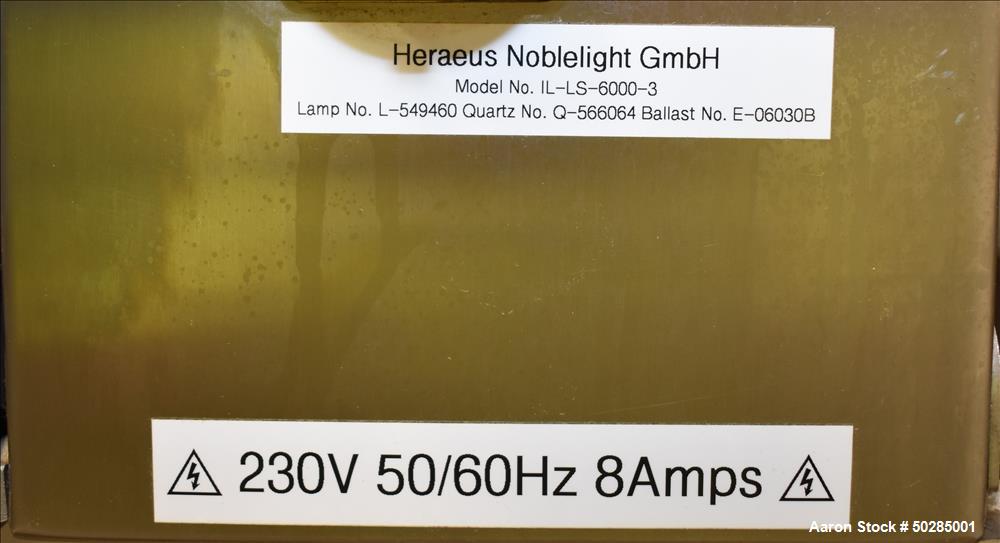 Heraeus Noblelight GmbH
Model No. IL-LS-6000-3
Lamp No. L-549460 Quartz No. Q-566064 Ballast No. E-06030B
230V 50/60Hz 8Amps
Aaron Stock # 50285001